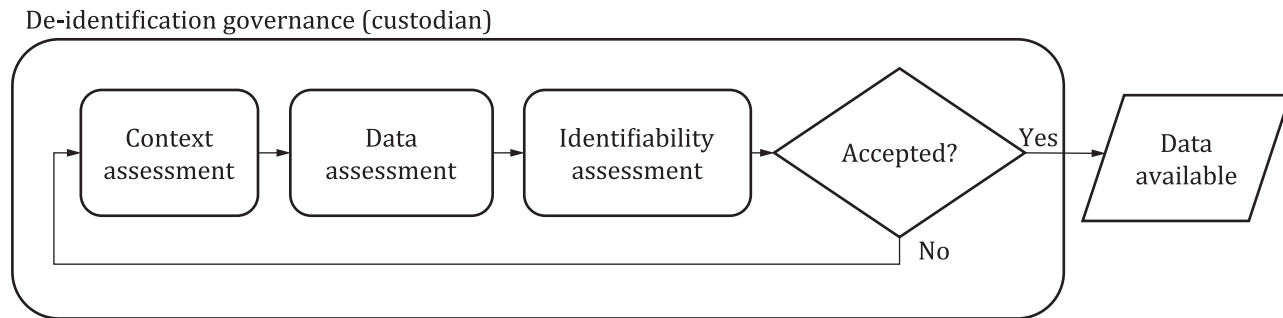 De-identification governance (custodian)
Context
assessment
Data
assessment
Identifiability
assessment
Accepted?
Yes
Data
available
No